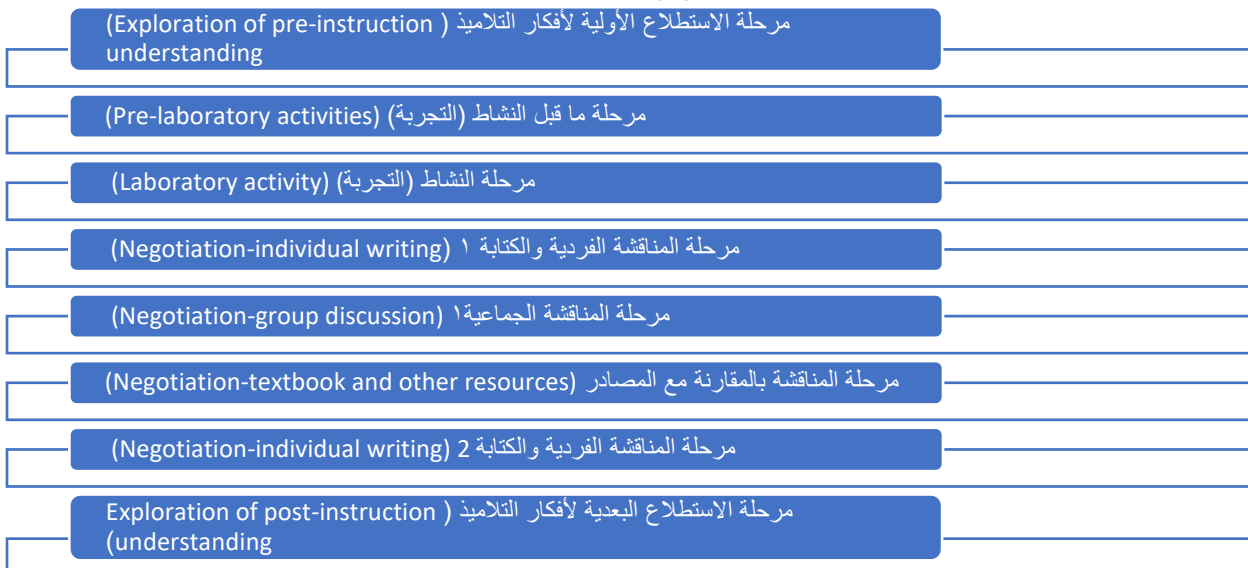 مرحلة الاستطلاع الأولية لأفكار التلاميذ ( Exploration of pre-instruction)
understanding
مرحلة ما قبل النشاط (التجربة) (Pre-laboratory activities)
مرحلة النشاط (التجربة) (Laboratory activity)
مرحلة المناقشة الفردية والكتابة ١ (Negotiation-individual writing)
مرحلة المناقشة الجماعية١ (Negotiation-group discussion)
مرحلة المناقشة بالمقارنة مع المصادر (Negotiation-textbook and other resources)
مرحلة المناقشة الفردية والكتابة 2 (Negotiation-individual writing)
مرحلة الاستطلاع البعدية لأفكار التلاميذ ( Exploration of post-instruction
(understanding